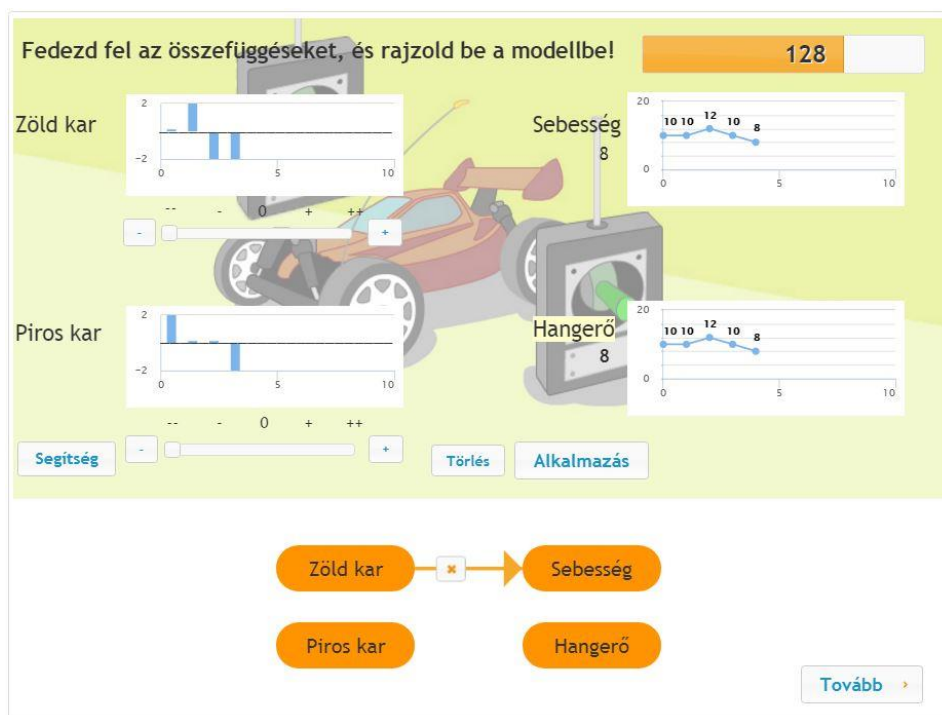 Fedezd fel az összefüggéseket, és rajzold be a modellbe!
128
Zöld kar
2
-2
0 5 10
-- - 0 + ++
- +
Sebesség
8
20
0
10 10 12 10 8
0 5 10
Piros kar
2
-2
0 5 10
-- - 0 + ++
- +
Hangerő
8
20
0
10 10 12 10 8
0 5 10
Segítség
Törlés
Alkalmazás
Zöld kar
Sebesség
Piros kar
Hangerő
Tovább ›